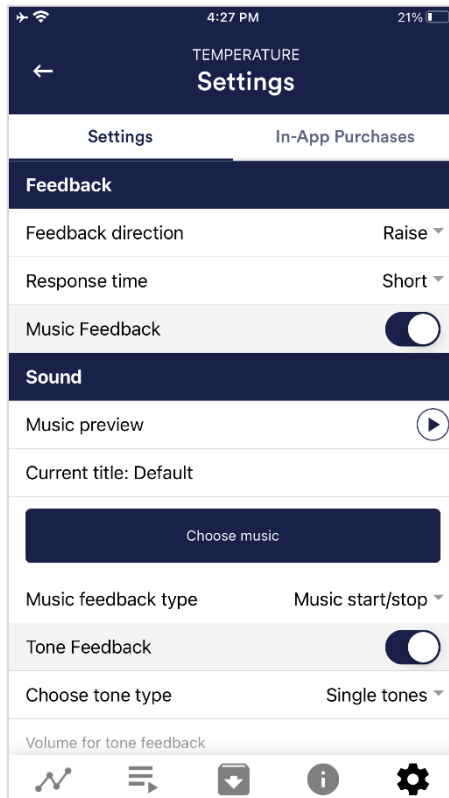 4:27 PM
21%
TEMPERATURE
Settings
Settings In-App Purchases
Feedback
Feedback direction Raise
Response time Short
Music Feedback
Sound
Music preview
Current title: Default
Choose music
Music feedback type Music start/stop
Tone Feedback
Choose tone type Single tones
Volume for tone feedback